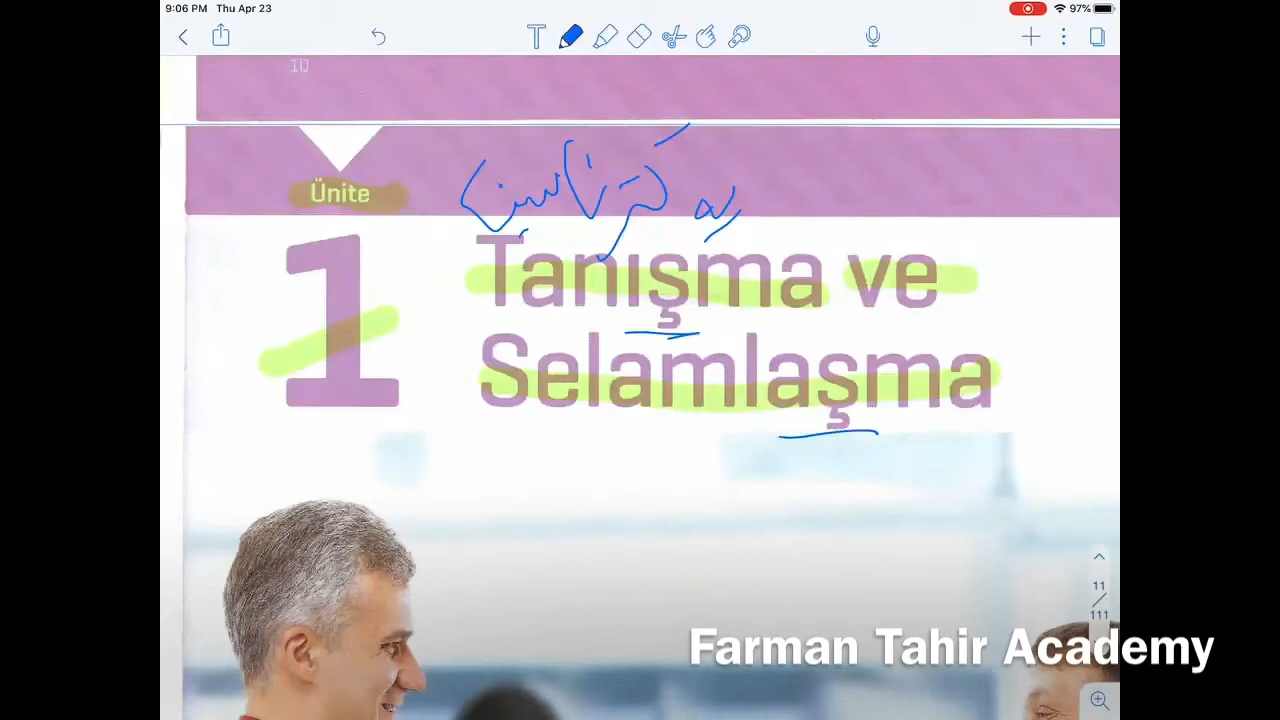 9:06 PM Thu Apr 23
97%
10
Ünite
1
Tanışma ve
Selamlaşma
11
111
Farman Tahir Academy